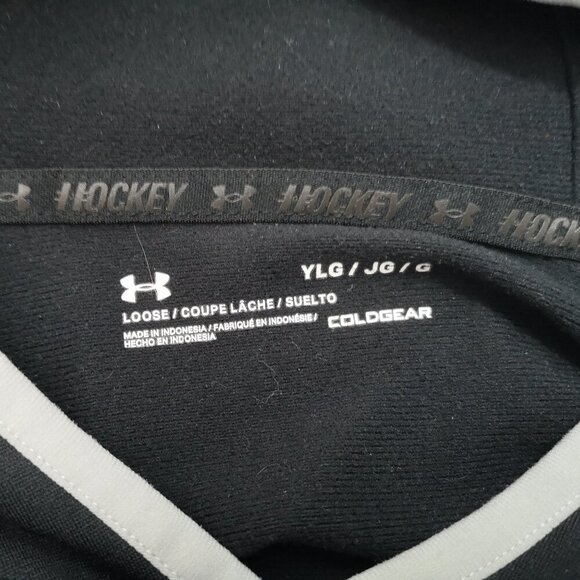 HOCKEY HOCKEY HOCKEY
YLG / JG / G
LOOSE / COUPE LÂCHE / SUELTO
MADE IN INDONESIA / FABRIQUÉ EN INDONÉSIE /
HECHO EN INDONESIA
COLDGEAR